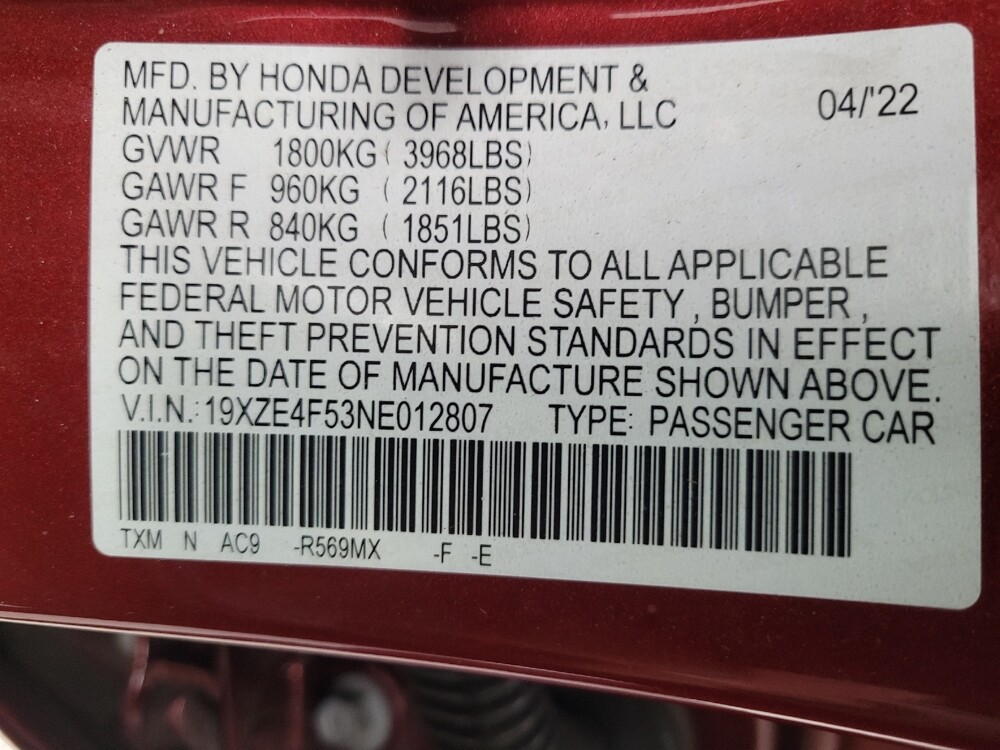 MFD. BY HONDA DEVELOPMENT &
MANUFACTURING OF AMERICA, LLC 04/'22
GVWR 1800KG ( 3968LBS)
GAWR F 960KG ( 2116LBS)
GAWR R 840KG ( 1851LBS)
THIS VEHICLE CONFORMS TO ALL APPLICABLE
FEDERAL MOTOR VEHICLE SAFETY , BUMPER ,
AND THEFT PREVENTION STANDARDS IN EFFECT
ON THE DATE OF MANUFACTURE SHOWN ABOVE.
V.I.N.: 19XZE4F53NE012807 TYPE: PASSENGER CAR
TXM N AC9 -R569MX -F -E